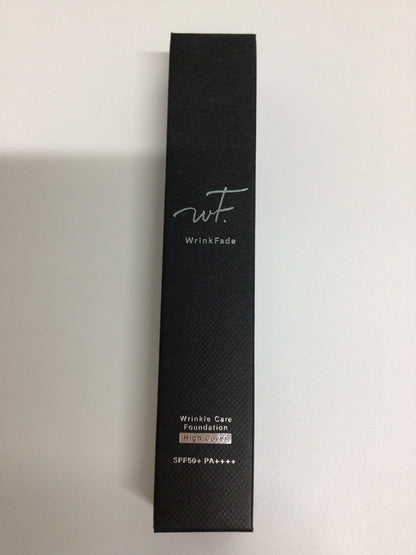 wF.
WrinkFade
Wrinkle Care
Foundation
High Cover
SPF50+ PA++++